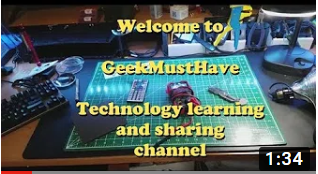 Welcome to
GeekMustHave
Technology learning
and sharing
channel
1:34